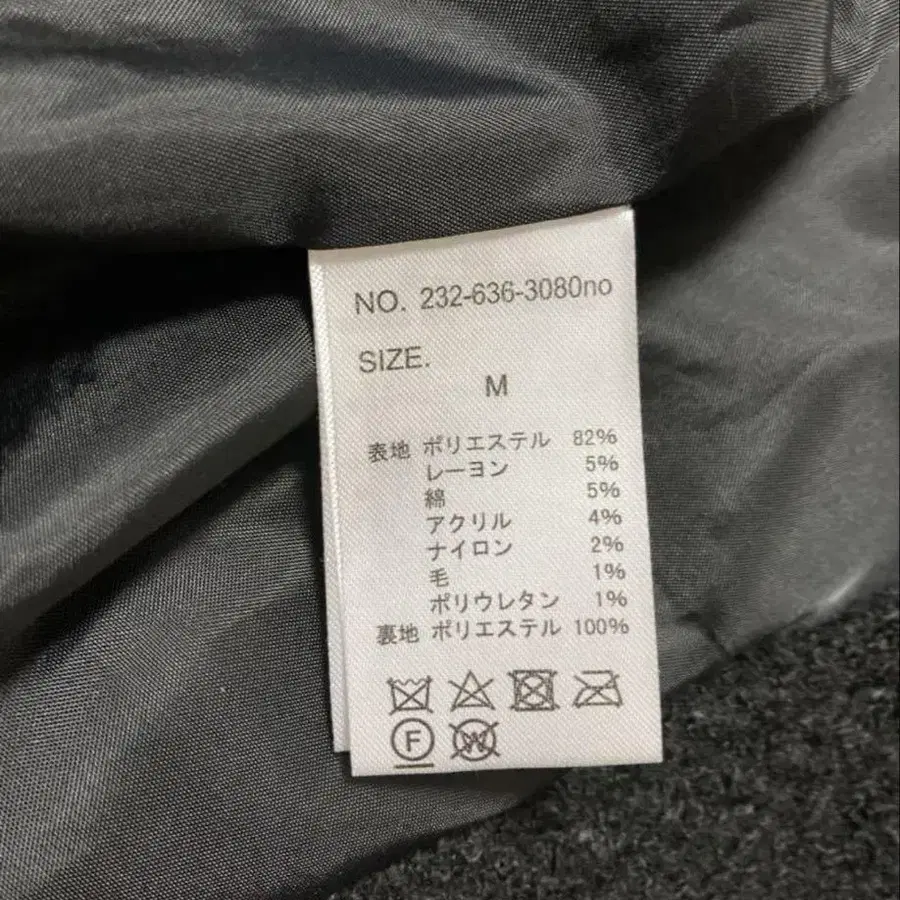 NO. 232-636-3080no
SIZE.
M
表地 ポリエステル 82%
レーヨン 5%
綿 5%
アクリル 4%
ナイロン 2%
毛 1%
ポリウレタン 1%
裏地 ポリエステル 100%
F W